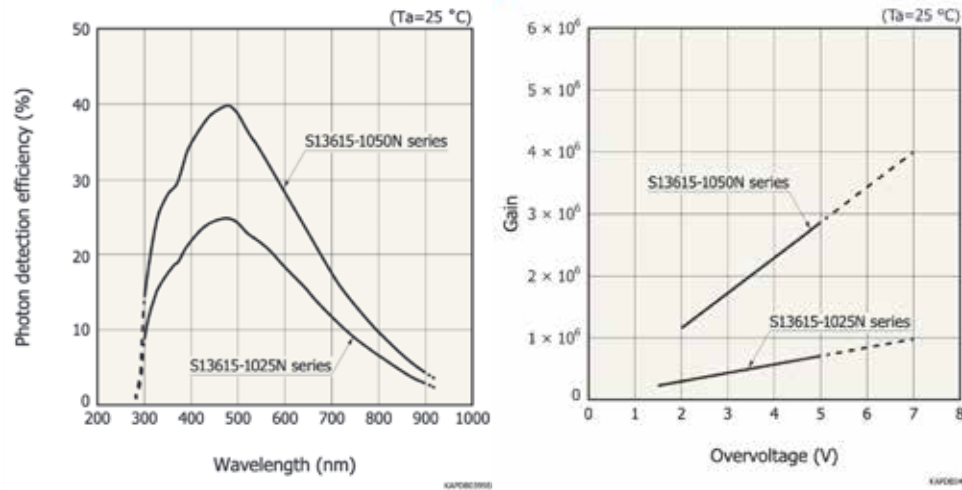 (Ta=25 ˚C)
Photon detection efficiency (%)
50
40
30
20
10
0
S13615-1050N series
S13615-1025N series
200 300 400 500 600 700 800 900 1000
Wavelength (nm)
(Ta=25 °C)
Gain
6 × 10⁶
5 × 10⁶
4 × 10⁶
3 × 10⁶
2 × 10⁶
1 × 10⁶
0
S13615-1050N series
S13615-1025N series
0 1 2 3 4 5 6 7 8
Overvoltage (V)